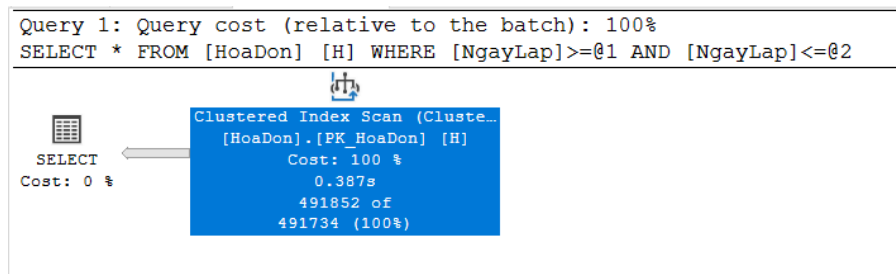 Query 1: Query cost (relative to the batch): 100%
SELECT * FROM [HoaDon] [H] WHERE [NgayLap]>=@1 AND [NgayLap]<=@2
Clustered Index Scan (Cluste…
[HoaDon].[PK_HoaDon] [H]
Cost: 100 %
0.387s
491852 of
491734 (100%)
SELECT
Cost: 0 %